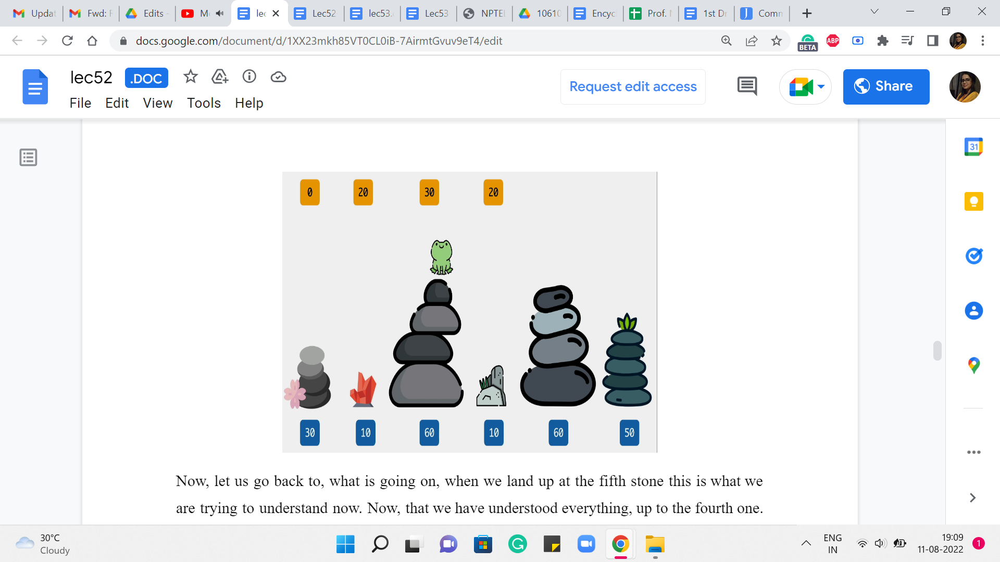 Updat
Fwd: F
Edits -
M
lec
Lec52
lec53.
Lec53
NPTEL
10610
Encyc
Prof. N
1st Dr
Comm
docs.google.com/document/d/1XX23mkh85VT0CL0iB-7AirmtGvuv9eT4/edit
ABP
BETA
lec52
.DOC
Request edit access
Share
File Edit View Tools Help
31
0 20 30 20
30 10 60 10 60 50
Now, let us go back to, what is going on, when we land up at the fifth stone this is what we
are trying to understand now. Now, that we have understood everything, up to the fourth one.
30°C
Cloudy
ENG
IN
19:09
11-08-2022
1